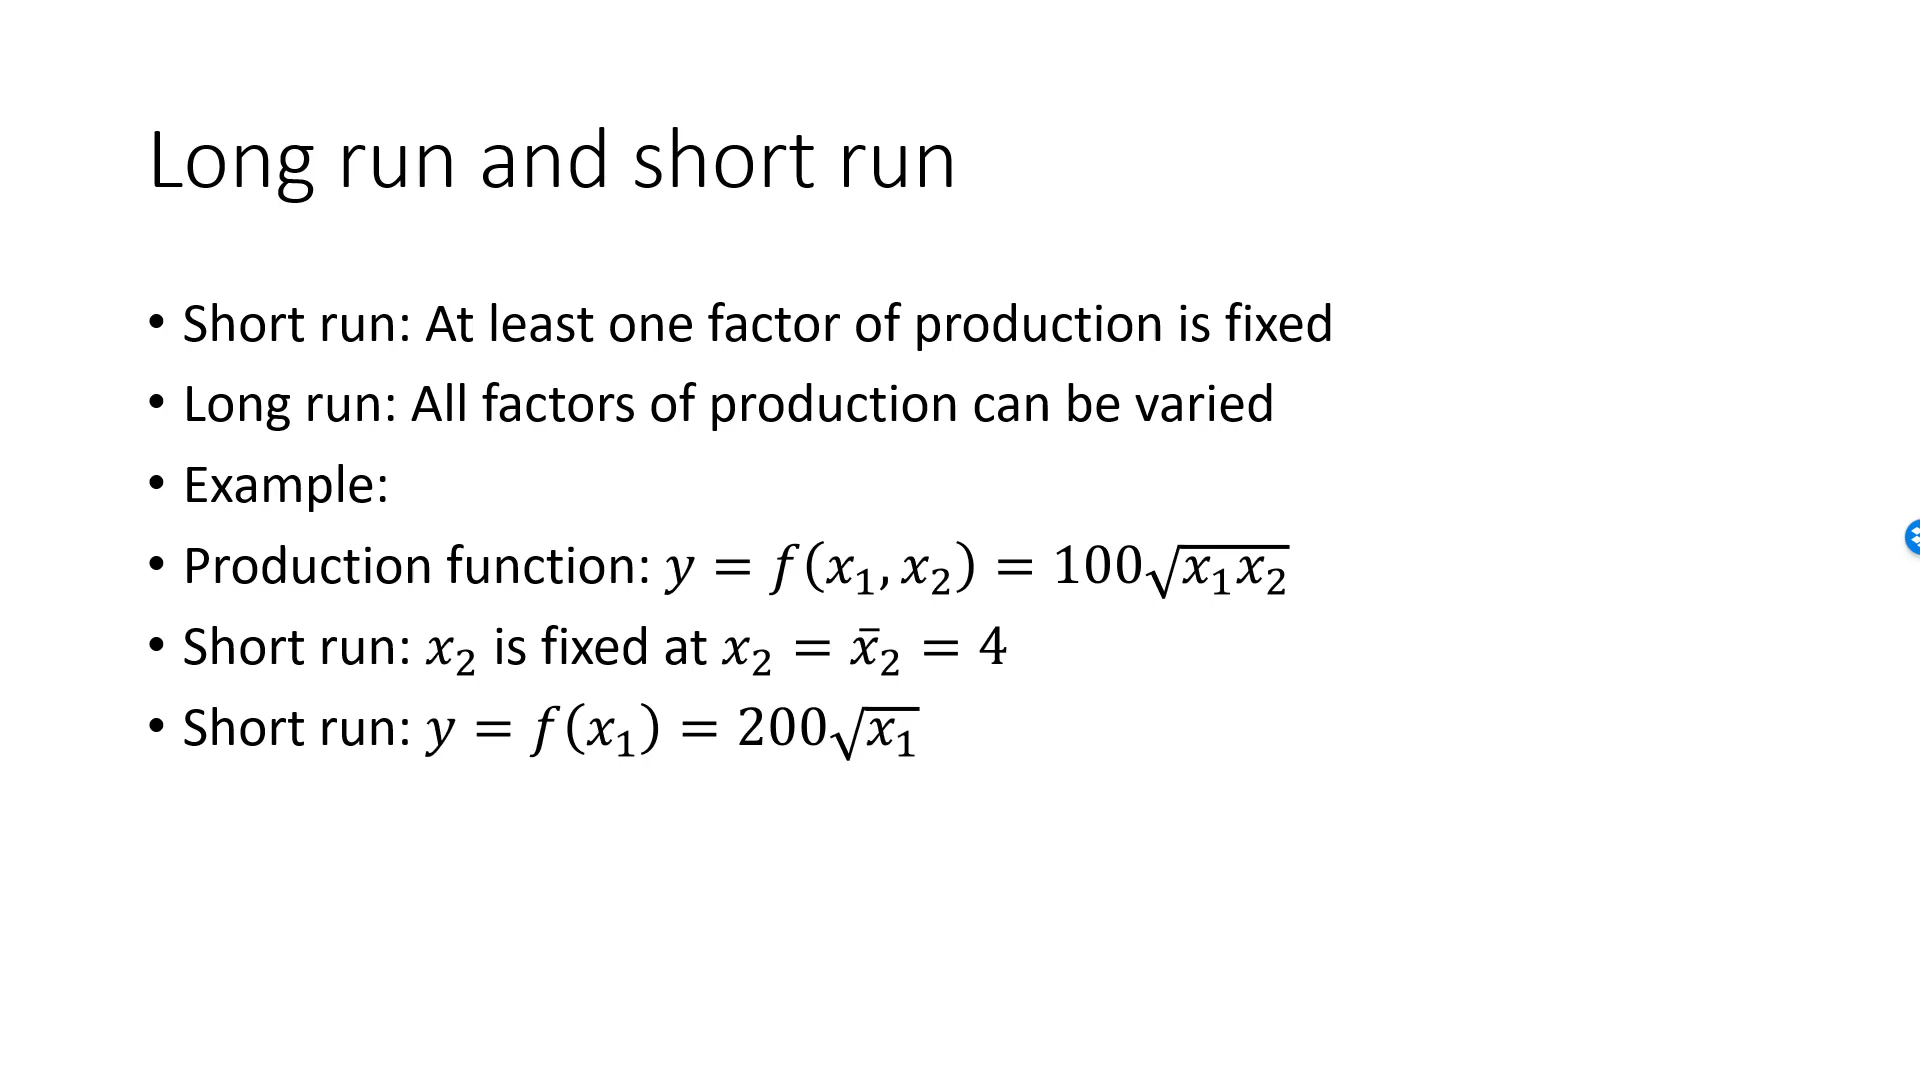 Long run and short run
• Short run: At least one factor of production is fixed
• Long run: All factors of production can be varied
• Example:
• Production function: y = f(x₁, x₂) = 100√x₁x₂
• Short run: x₂ is fixed at x₂ = x̄₂ = 4
• Short run: y = f(x₁) = 200√x₁